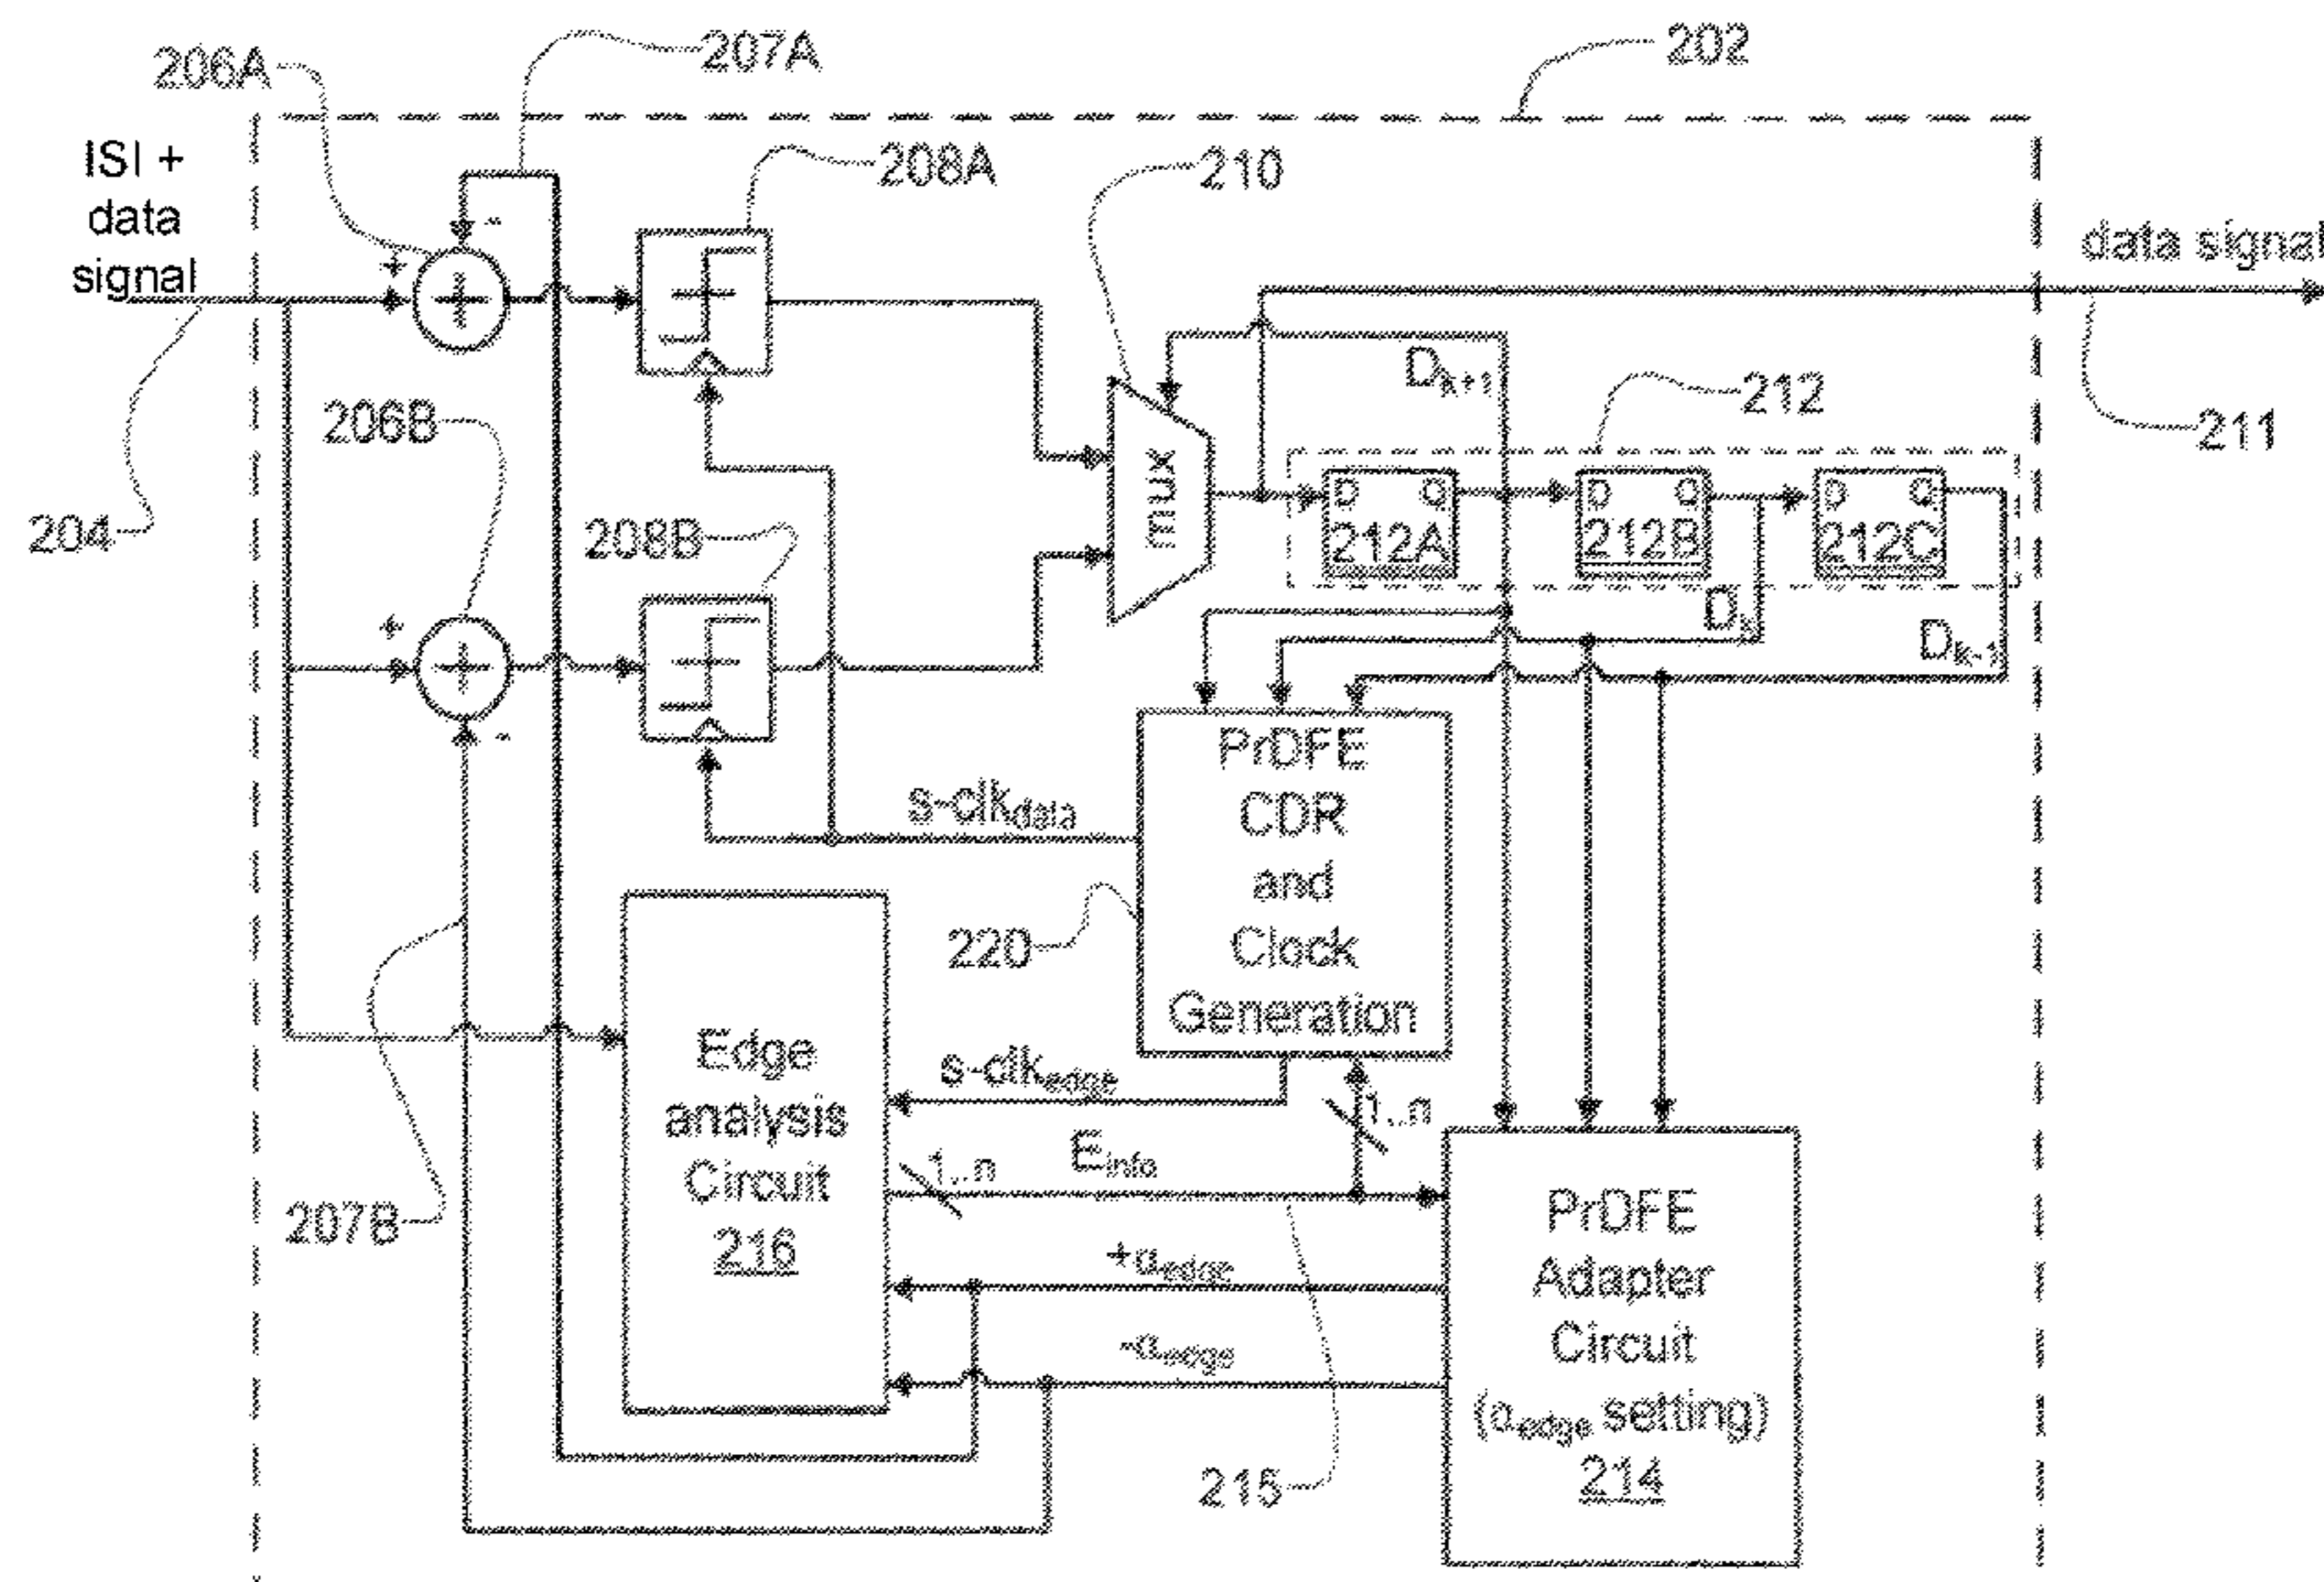 206A
207A
202
ISI +
data
signal
208A
210
data signal
D_{k+1}
212
211
206B
204
208B
mux
D Q
212A
D Q
212B
D Q
212C
D_k
D_{k-1}
PrDFE
CDR
and
Clock
Generation
s-clk_{data}
220
Edge
analysis
Circuit
216
s-clk_{edge}
1..n
1..n
E_{info}
207B
+α_{edge}
-α_{edge}
PrDFE
Adapter
Circuit
(α_{edge} setting)
214
215